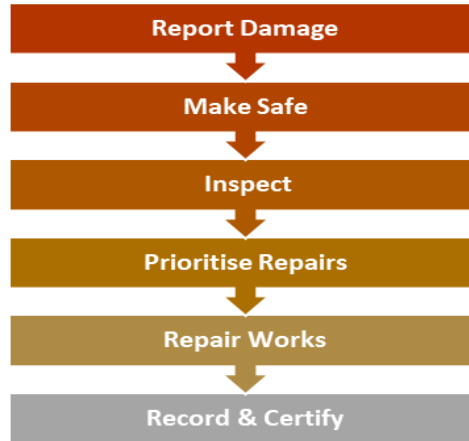 Report Damage
Make Safe
Inspect
Prioritise Repairs
Repair Works
Record & Certify